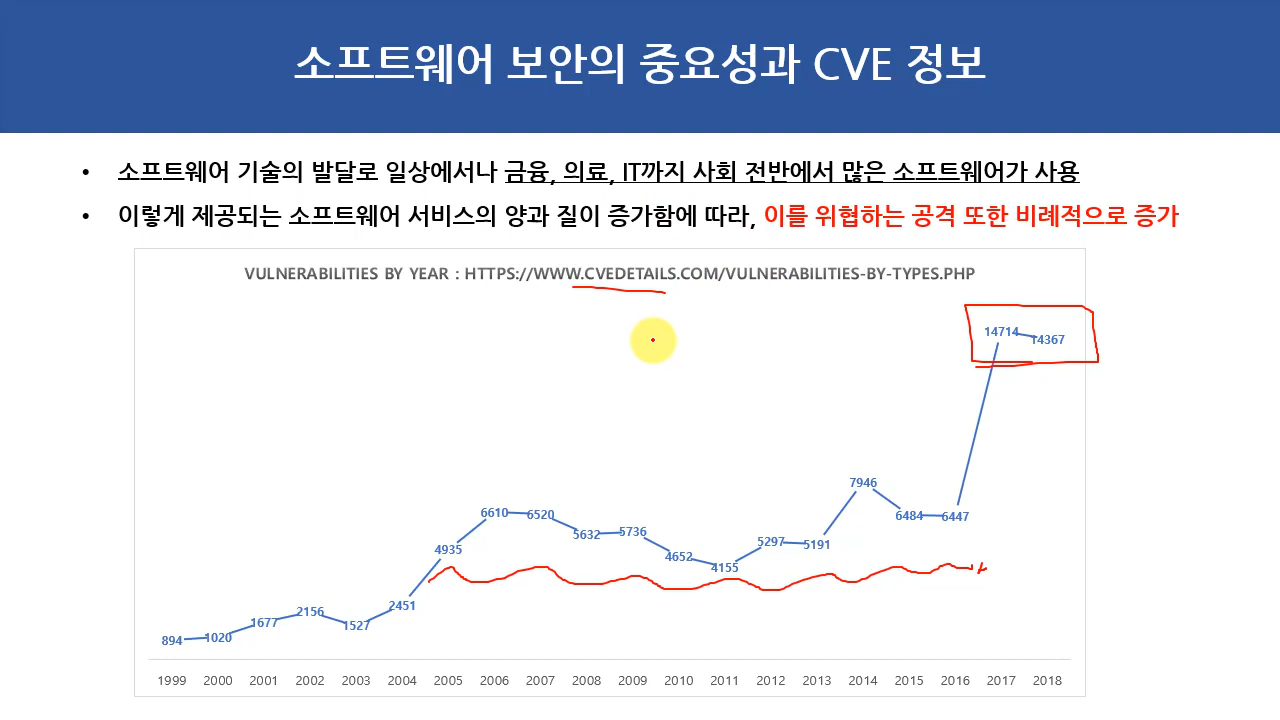 소프트웨어 보안의 중요성과 CVE 정보
• 소프트웨어 기술의 발달로 일상에서나 금융, 의료, IT까지 사회 전반에서 많은 소프트웨어가 사용
• 이렇게 제공되는 소프트웨어 서비스의 양과 질이 증가함에 따라, 이를 위협하는 공격 또한 비례적으로 증가
VULNERABILITIES BY YEAR : HTTPS://WWW.CVEDETAILS.COM/VULNERABILITIES-BY-TYPES.PHP
894 1020 1677 2156 1527 2451 4935 6610 6520 5632 5736 4652 4155 5297 5191 7946 6484 6447 14714 14367
1999 2000 2001 2002 2003 2004 2005 2006 2007 2008 2009 2010 2011 2012 2013 2014 2015 2016 2017 2018